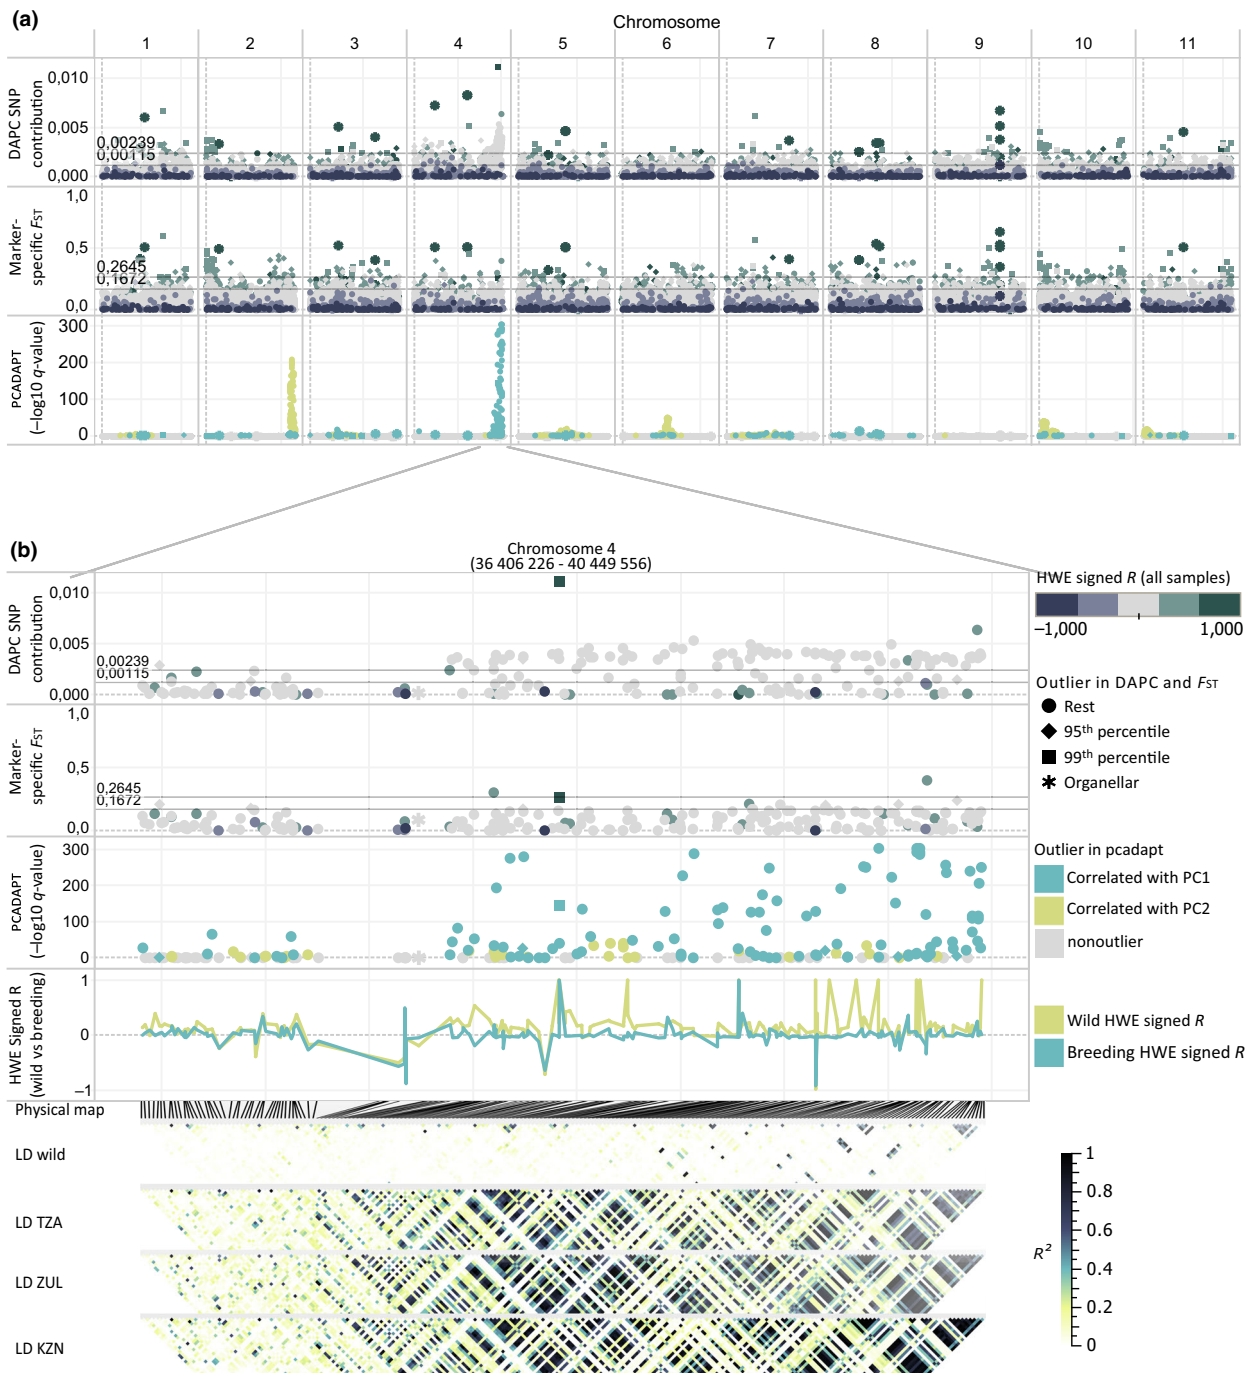 (a)
Chromosome
1 2 3 4 5 6 7 8 9 10 11
DAPC SNP
contribution
0,010
0,005
0,00239
0,00115
0,000
Marker-
specific FST
1,0
0,5
0,2645
0,1672
0,0
PCADAPT
(−log10 q-value)
300
200
100
0
(b)
Chromosome 4
(36 406 226 - 40 449 556)
DAPC SNP
contribution
0,010
0,005
0,00239
0,00115
0,000
Marker-
specific FST
1,0
0,5
0,2645
0,1672
0,0
PCADAPT
(−log10 q-value)
300
200
100
0
HWE Signed R
(wild vs breeding)
1
0
−1
Physical map
LD wild
LD TZA
LD ZUL
LD KZN
HWE signed R (all samples)
−1,000 1,000
Outlier in DAPC and FST
Rest
95th percentile
99th percentile
Organellar
Outlier in pcadapt
Correlated with PC1
Correlated with PC2
nonoutlier
Wild HWE signed R
Breeding HWE signed R
R²
1
0.8
0.6
0.4
0.2
0